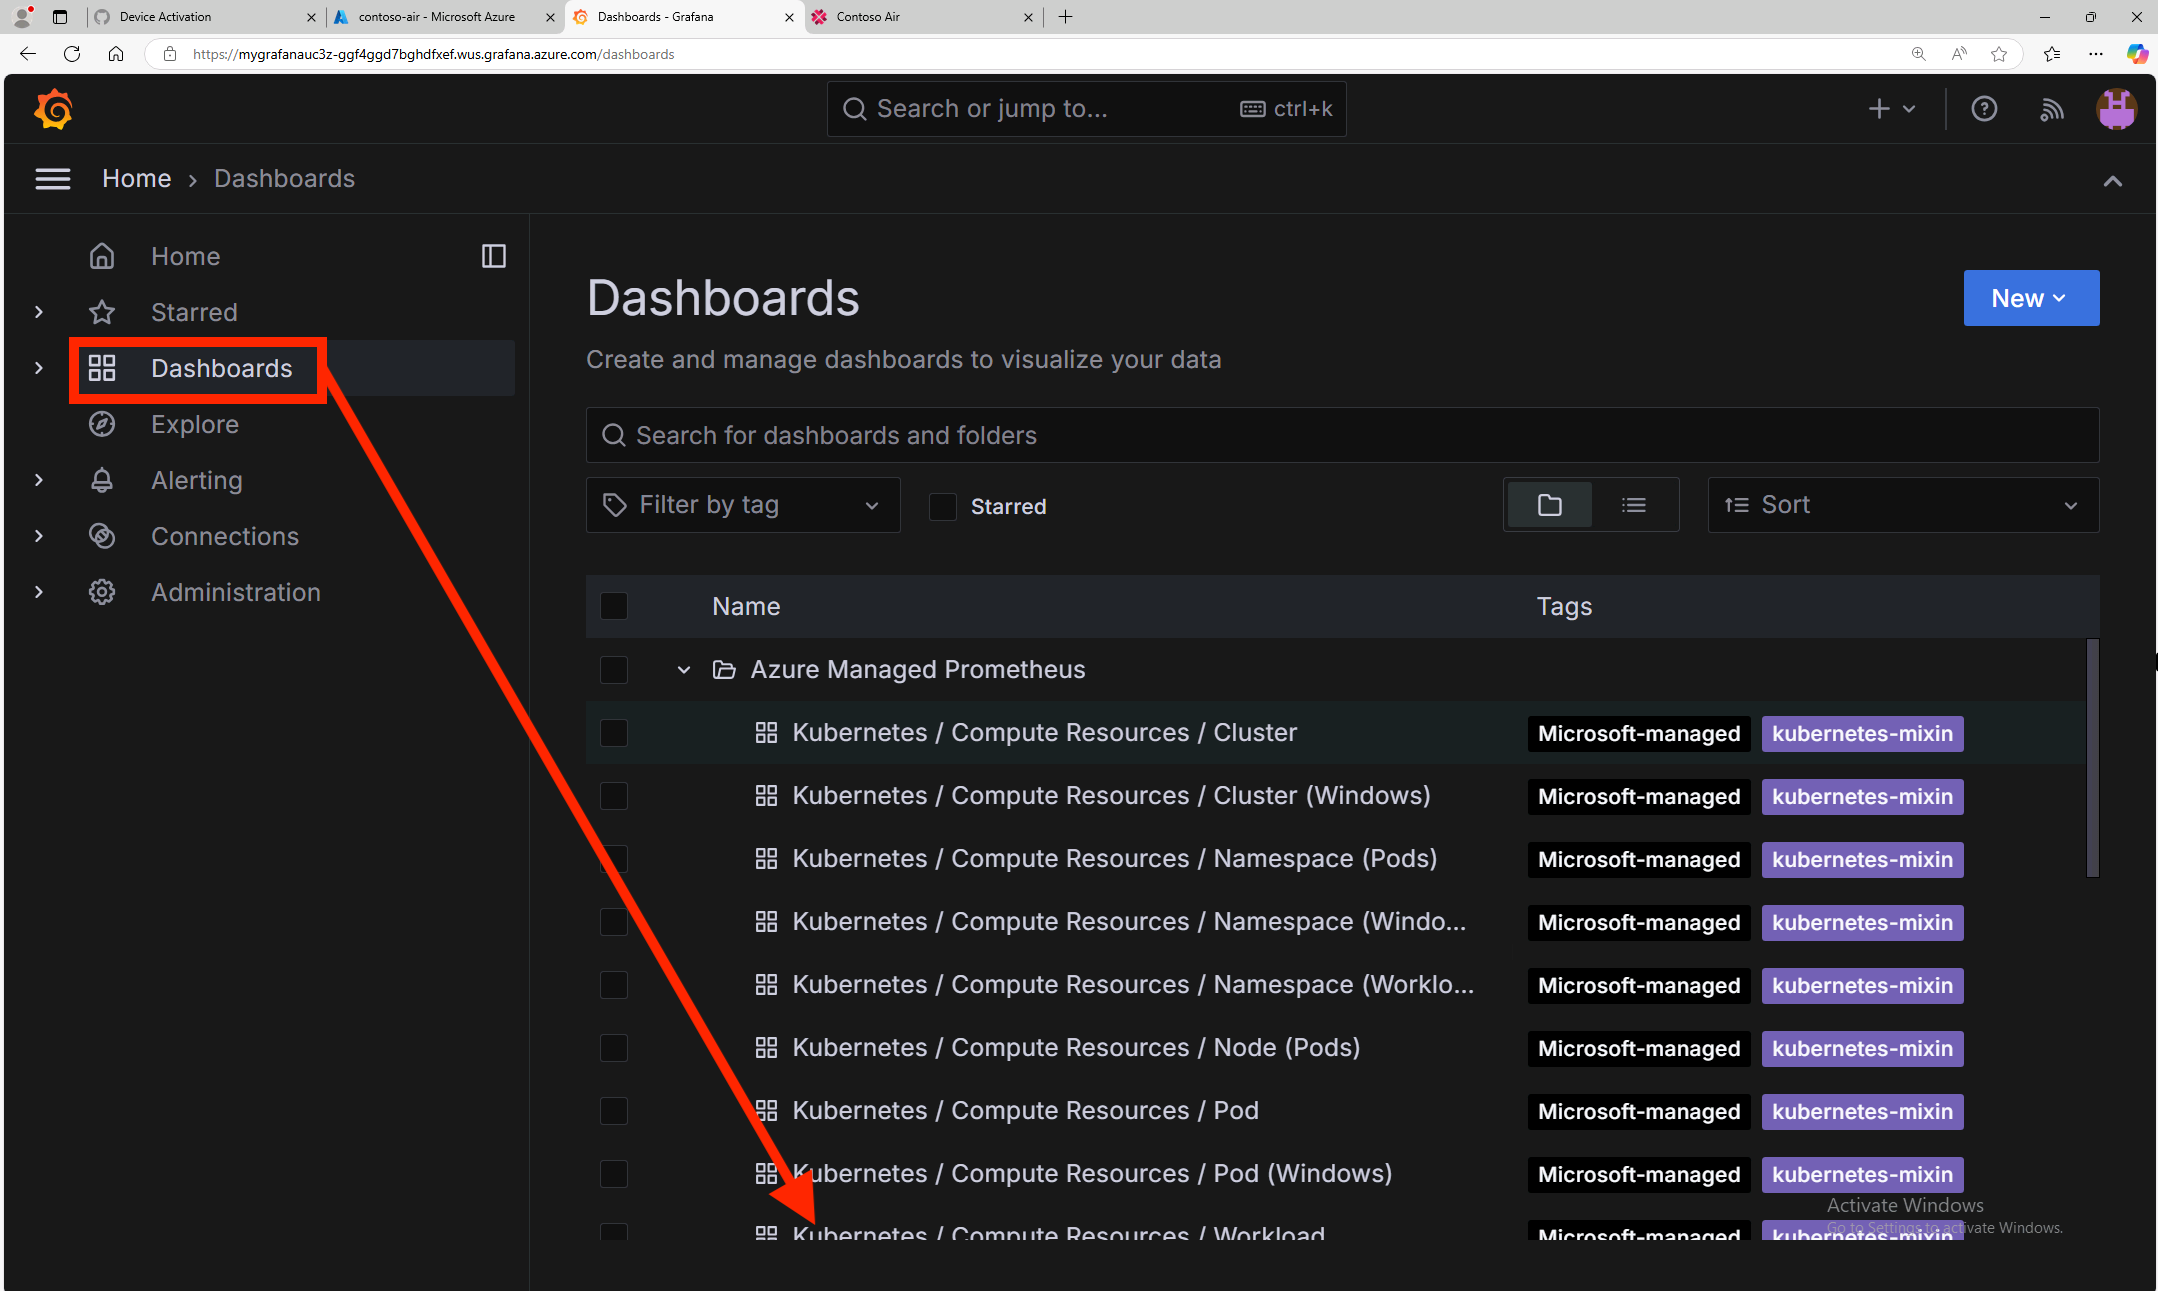 Device Activation
contoso-air - Microsoft Azure
Dashboards - Grafana
Contoso Air
https://mygrafanauc3z-ggf4ggd7bghdfxef.wus.grafana.azure.com/dashboards
Search or jump to...
ctrl+k
Home › Dashboards
Home
Starred
Dashboards
Explore
Alerting
Connections
Administration
Dashboards
New
Create and manage dashboards to visualize your data
Search for dashboards and folders
Filter by tag
Starred
Sort
Name Tags
Azure Managed Prometheus
Kubernetes / Compute Resources / Cluster Microsoft-managed kubernetes-mixin
Kubernetes / Compute Resources / Cluster (Windows) Microsoft-managed kubernetes-mixin
Kubernetes / Compute Resources / Namespace (Pods) Microsoft-managed kubernetes-mixin
Kubernetes / Compute Resources / Namespace (Windo... Microsoft-managed kubernetes-mixin
Kubernetes / Compute Resources / Namespace (Worklo... Microsoft-managed kubernetes-mixin
Kubernetes / Compute Resources / Node (Pods) Microsoft-managed kubernetes-mixin
Kubernetes / Compute Resources / Pod Microsoft-managed kubernetes-mixin
Kubernetes / Compute Resources / Pod (Windows) Microsoft-managed kubernetes-mixin
Kubernetes / Compute Resources / Workload Microsoft-managed kubernetes-mixin
Activate Windows
Go to Settings to activate Windows.